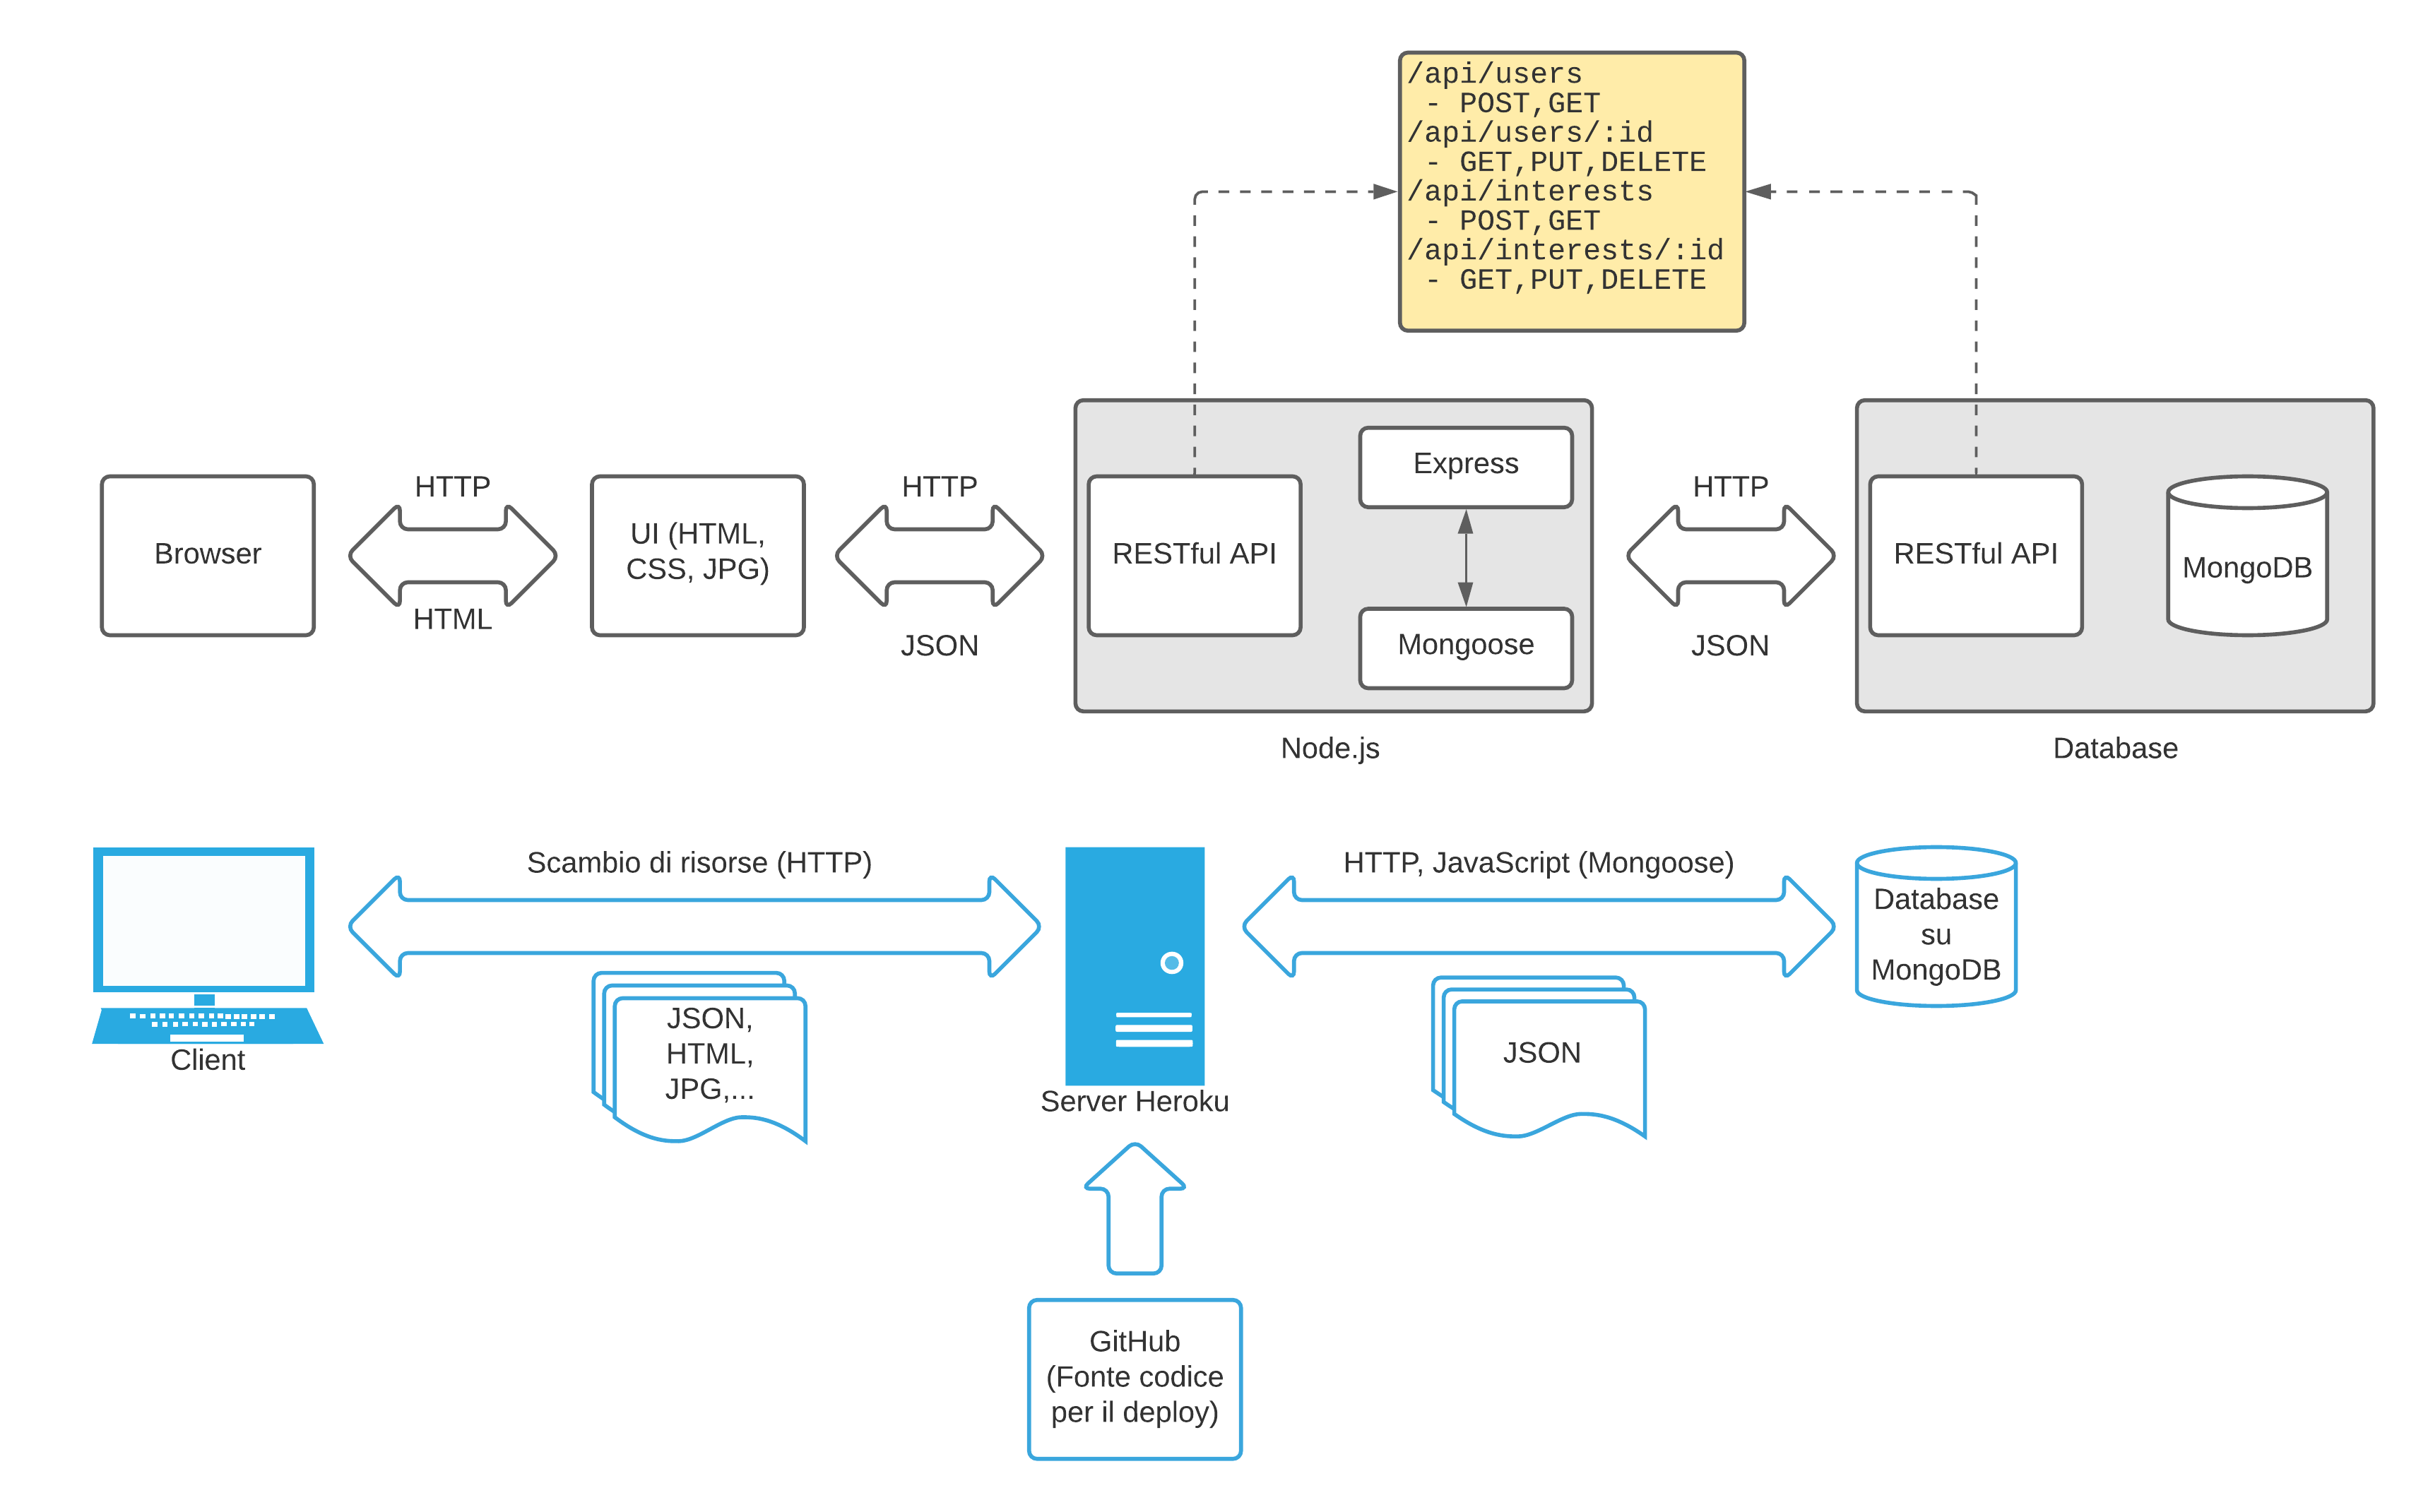 /api/users
 - POST,GET
/api/users/:id
 - GET,PUT,DELETE
/api/interests
 - POST,GET
/api/interests/:id
 - GET,PUT,DELETE
Browser
HTTP
HTML
UI (HTML,
CSS, JPG)
HTTP
JSON
RESTful API
Express
Mongoose
Node.js
HTTP
JSON
RESTful API
MongoDB
Database
Client
Scambio di risorse (HTTP)
JSON,
HTML,
JPG,...
Server Heroku
HTTP, JavaScript (Mongoose)
JSON
Database
su
MongoDB
GitHub
(Fonte codice
per il deploy)